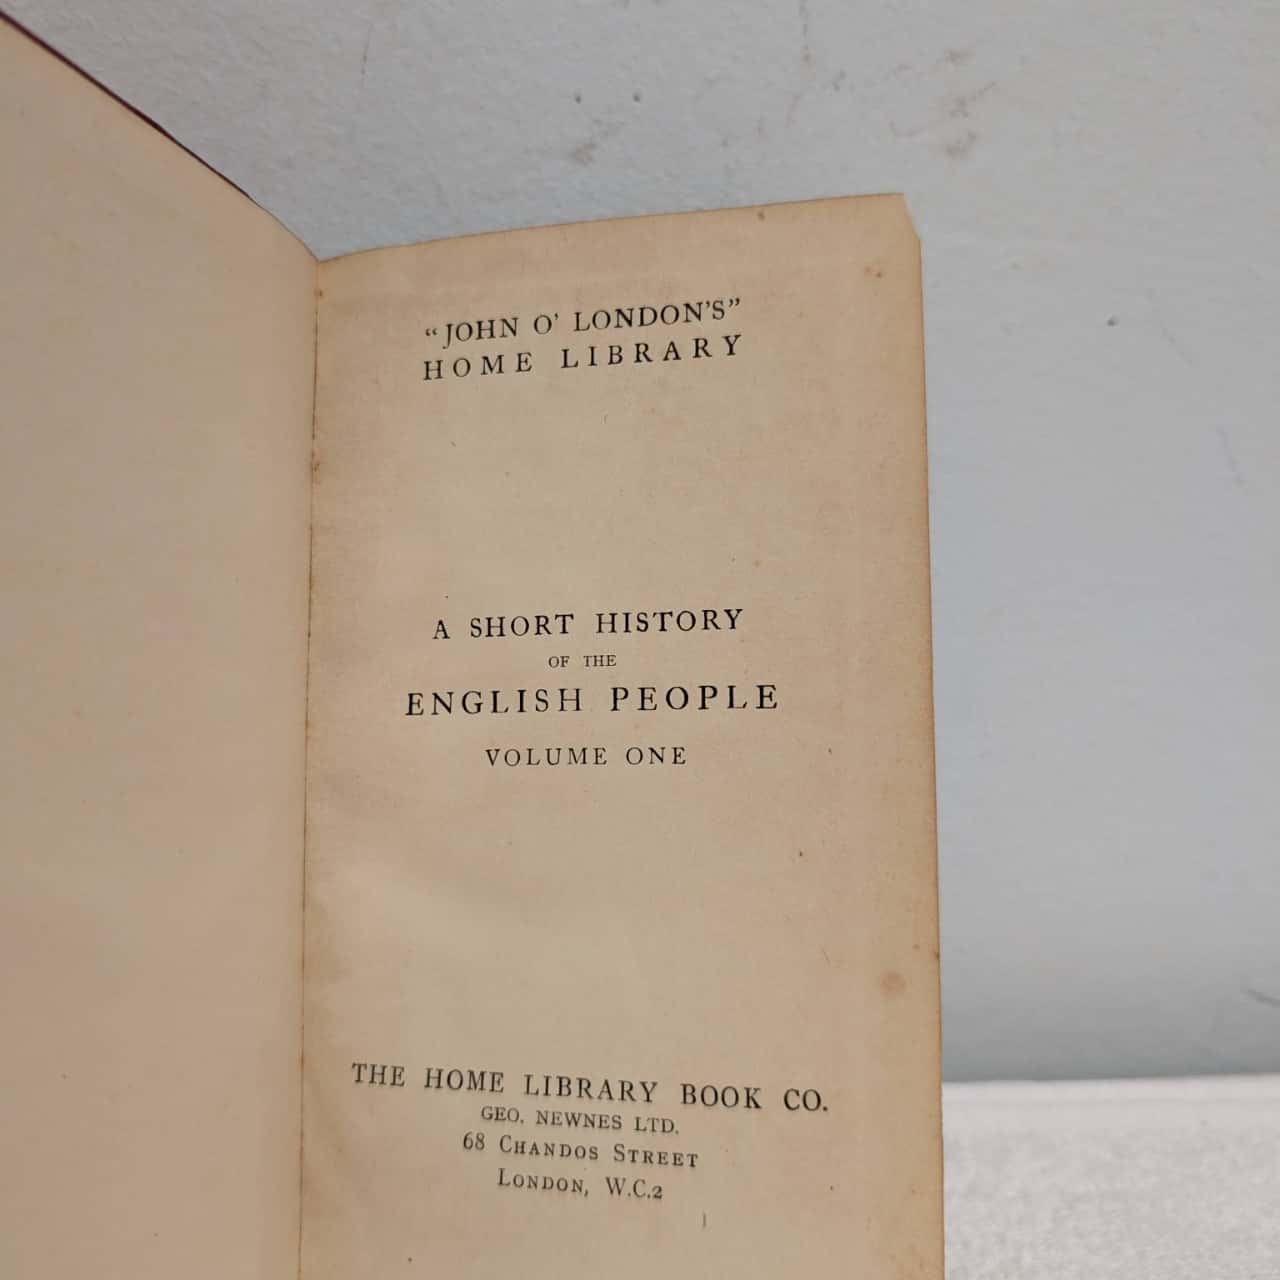 “JOHN O’ LONDON’S”
HOME LIBRARY
A SHORT HISTORY
OF THE
ENGLISH PEOPLE
VOLUME ONE
THE HOME LIBRARY BOOK CO.
GEO. NEWNES LTD.
68 CHANDOS STREET
LONDON, W.C.2